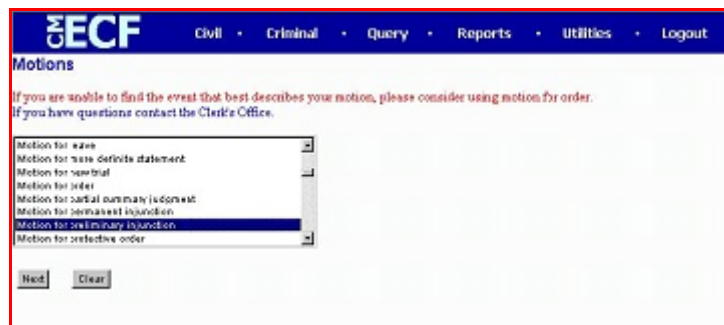 CM ECF Civil • Criminal • Query • Reports • Utilities • Logout
Motions
If you are unable to find the event that best describes your motion, please consider using motion for order.
If you have questions contact the Clerk's Office.
Motion for leave
Motion for more definite statement
Motion for new trial
Motion for order
Motion for partial summary judgment
Motion for permanent injunction
Motion for preliminary injunction
Motion for protective order
Next Clear